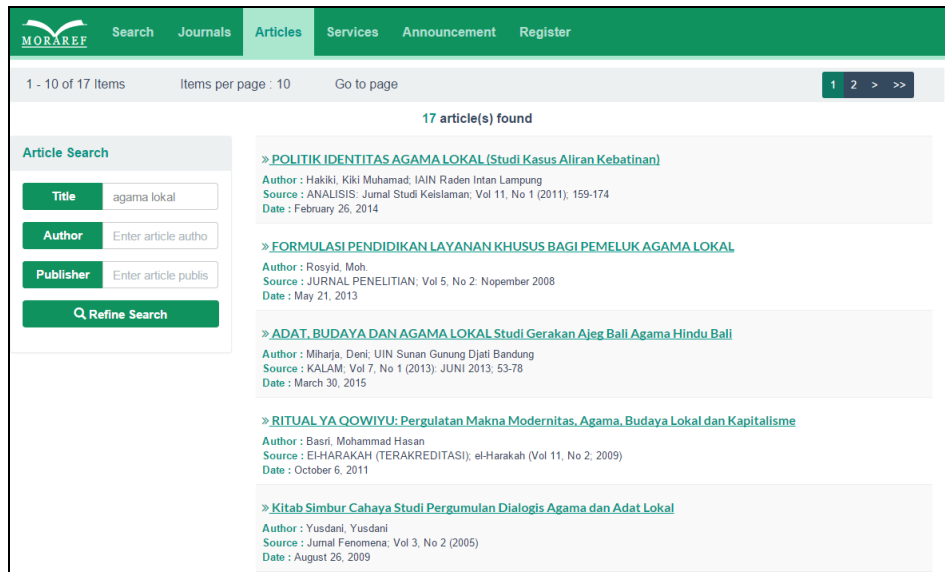 MORAREF Search Journals Articles Services Announcement Register
1 - 10 of 17 Items Items per page : 10 Go to page 1 2 > >>
17 article(s) found
Article Search
Title agama lokal
Author Enter article autho
Publisher Enter article publis
Refine Search
» POLITIK IDENTITAS AGAMA LOKAL (Studi Kasus Aliran Kebatinan)
Author : Hakiki, Kiki Muhamad; IAIN Raden Intan Lampung
Source : ANALISIS: Jurnal Studi Keislaman; Vol 11, No 1 (2011); 159-174
Date : February 26, 2014
» FORMULASI PENDIDIKAN LAYANAN KHUSUS BAGI PEMELUK AGAMA LOKAL
Author : Rosyid, Moh.
Source : JURNAL PENELITIAN; Vol 5, No 2: Nopember 2008
Date : May 21, 2013
» ADAT, BUDAYA DAN AGAMA LOKAL Studi Gerakan Ajeg Bali Agama Hindu Bali
Author : Miharja, Deni; UIN Sunan Gunung Djati Bandung
Source : KALAM; Vol 7, No 1 (2013): JUNI 2013; 53-78
Date : March 30, 2015
» RITUAL YA QOWIYU: Pergulatan Makna Modernitas, Agama, Budaya Lokal dan Kapitalisme
Author : Basri, Mohammad Hasan
Source : El-HARAKAH (TERAKREDITASI); el-Harakah (Vol 11, No 2; 2009)
Date : October 6, 2011
» Kitab Simbur Cahaya Studi Pergumulan Dialogis Agama dan Adat Lokal
Author : Yusdani, Yusdani
Source : Jurnal Fenomena; Vol 3, No 2 (2005)
Date : August 26, 2009